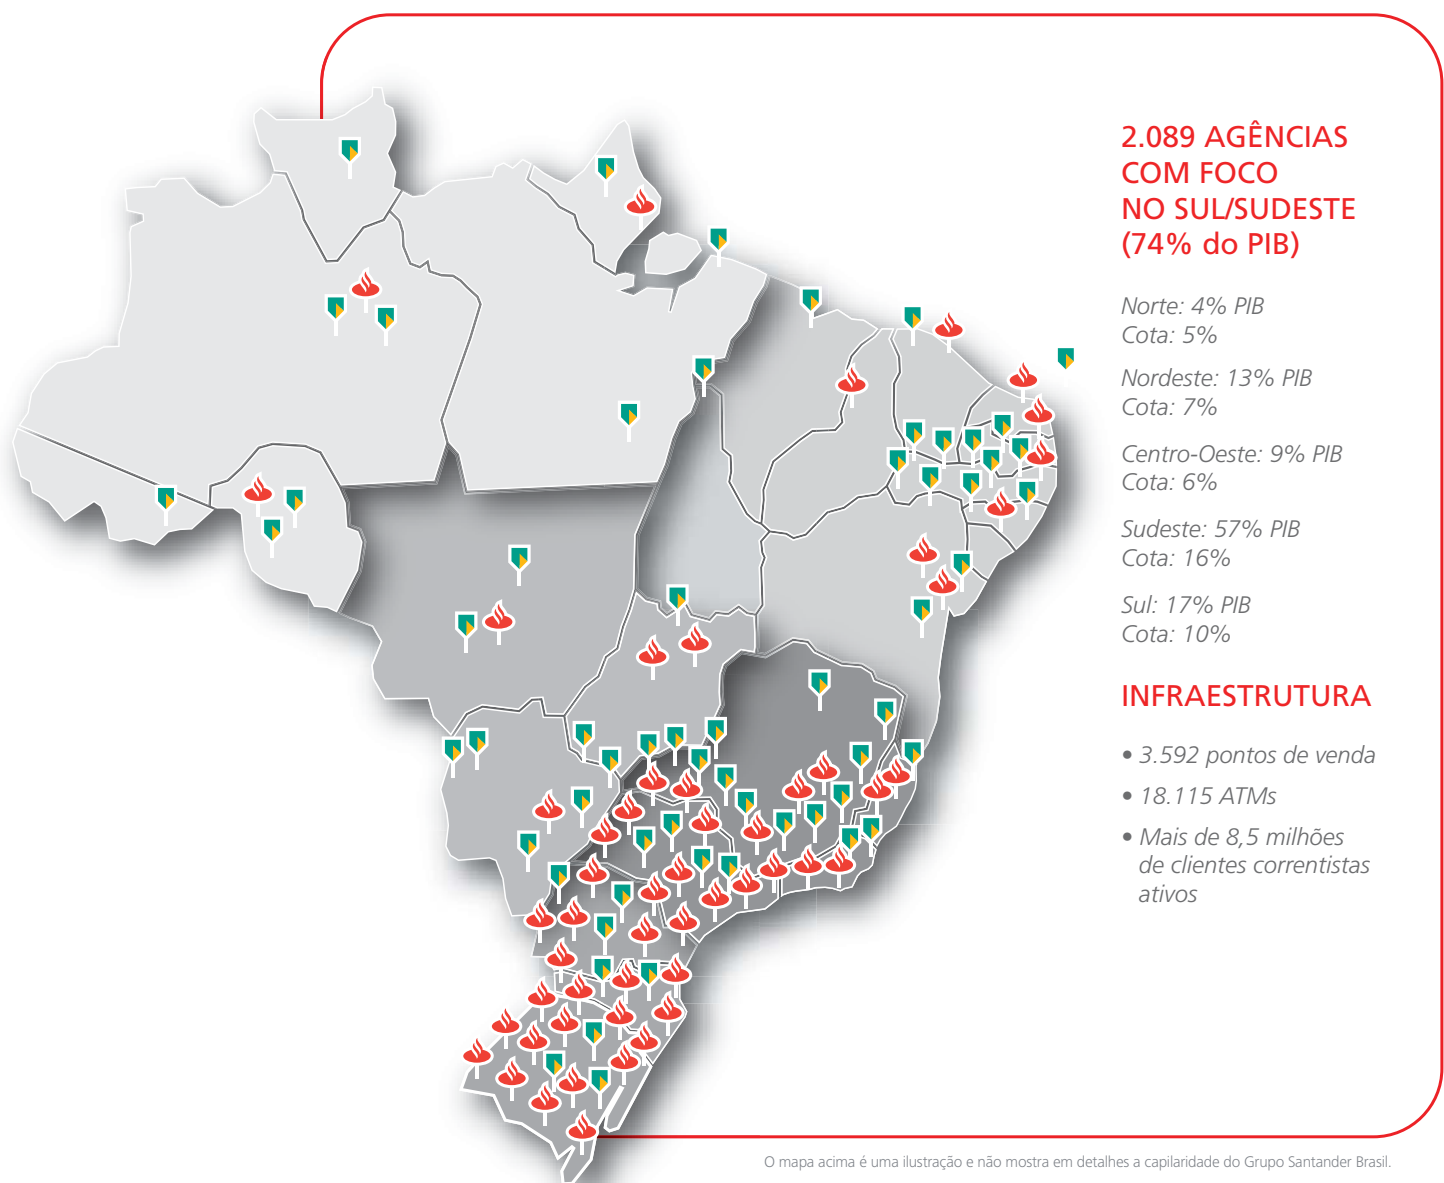 2.089 AGÊNCIAS
COM FOCO
NO SUL/SUDESTE
(74% do PIB)
Norte: 4% PIB
Cota: 5%
Nordeste: 13% PIB
Cota: 7%
Centro-Oeste: 9% PIB
Cota: 6%
Sudeste: 57% PIB
Cota: 16%
Sul: 17% PIB
Cota: 10%
INFRAESTRUTURA
• 3.592 pontos de venda
• 18.115 ATMs
• Mais de 8,5 milhões
de clientes correntistas
ativos
O mapa acima é uma ilustração e não mostra em detalhes a capilaridade do Grupo Santander Brasil.